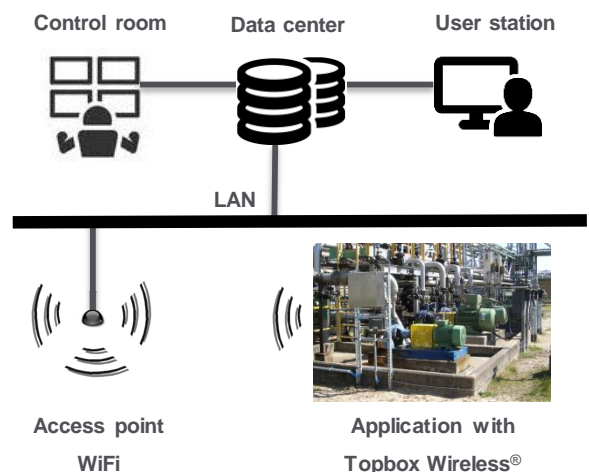 Control room
Data center
User station
LAN
Access point
WiFi
Application with
Topbox Wireless®